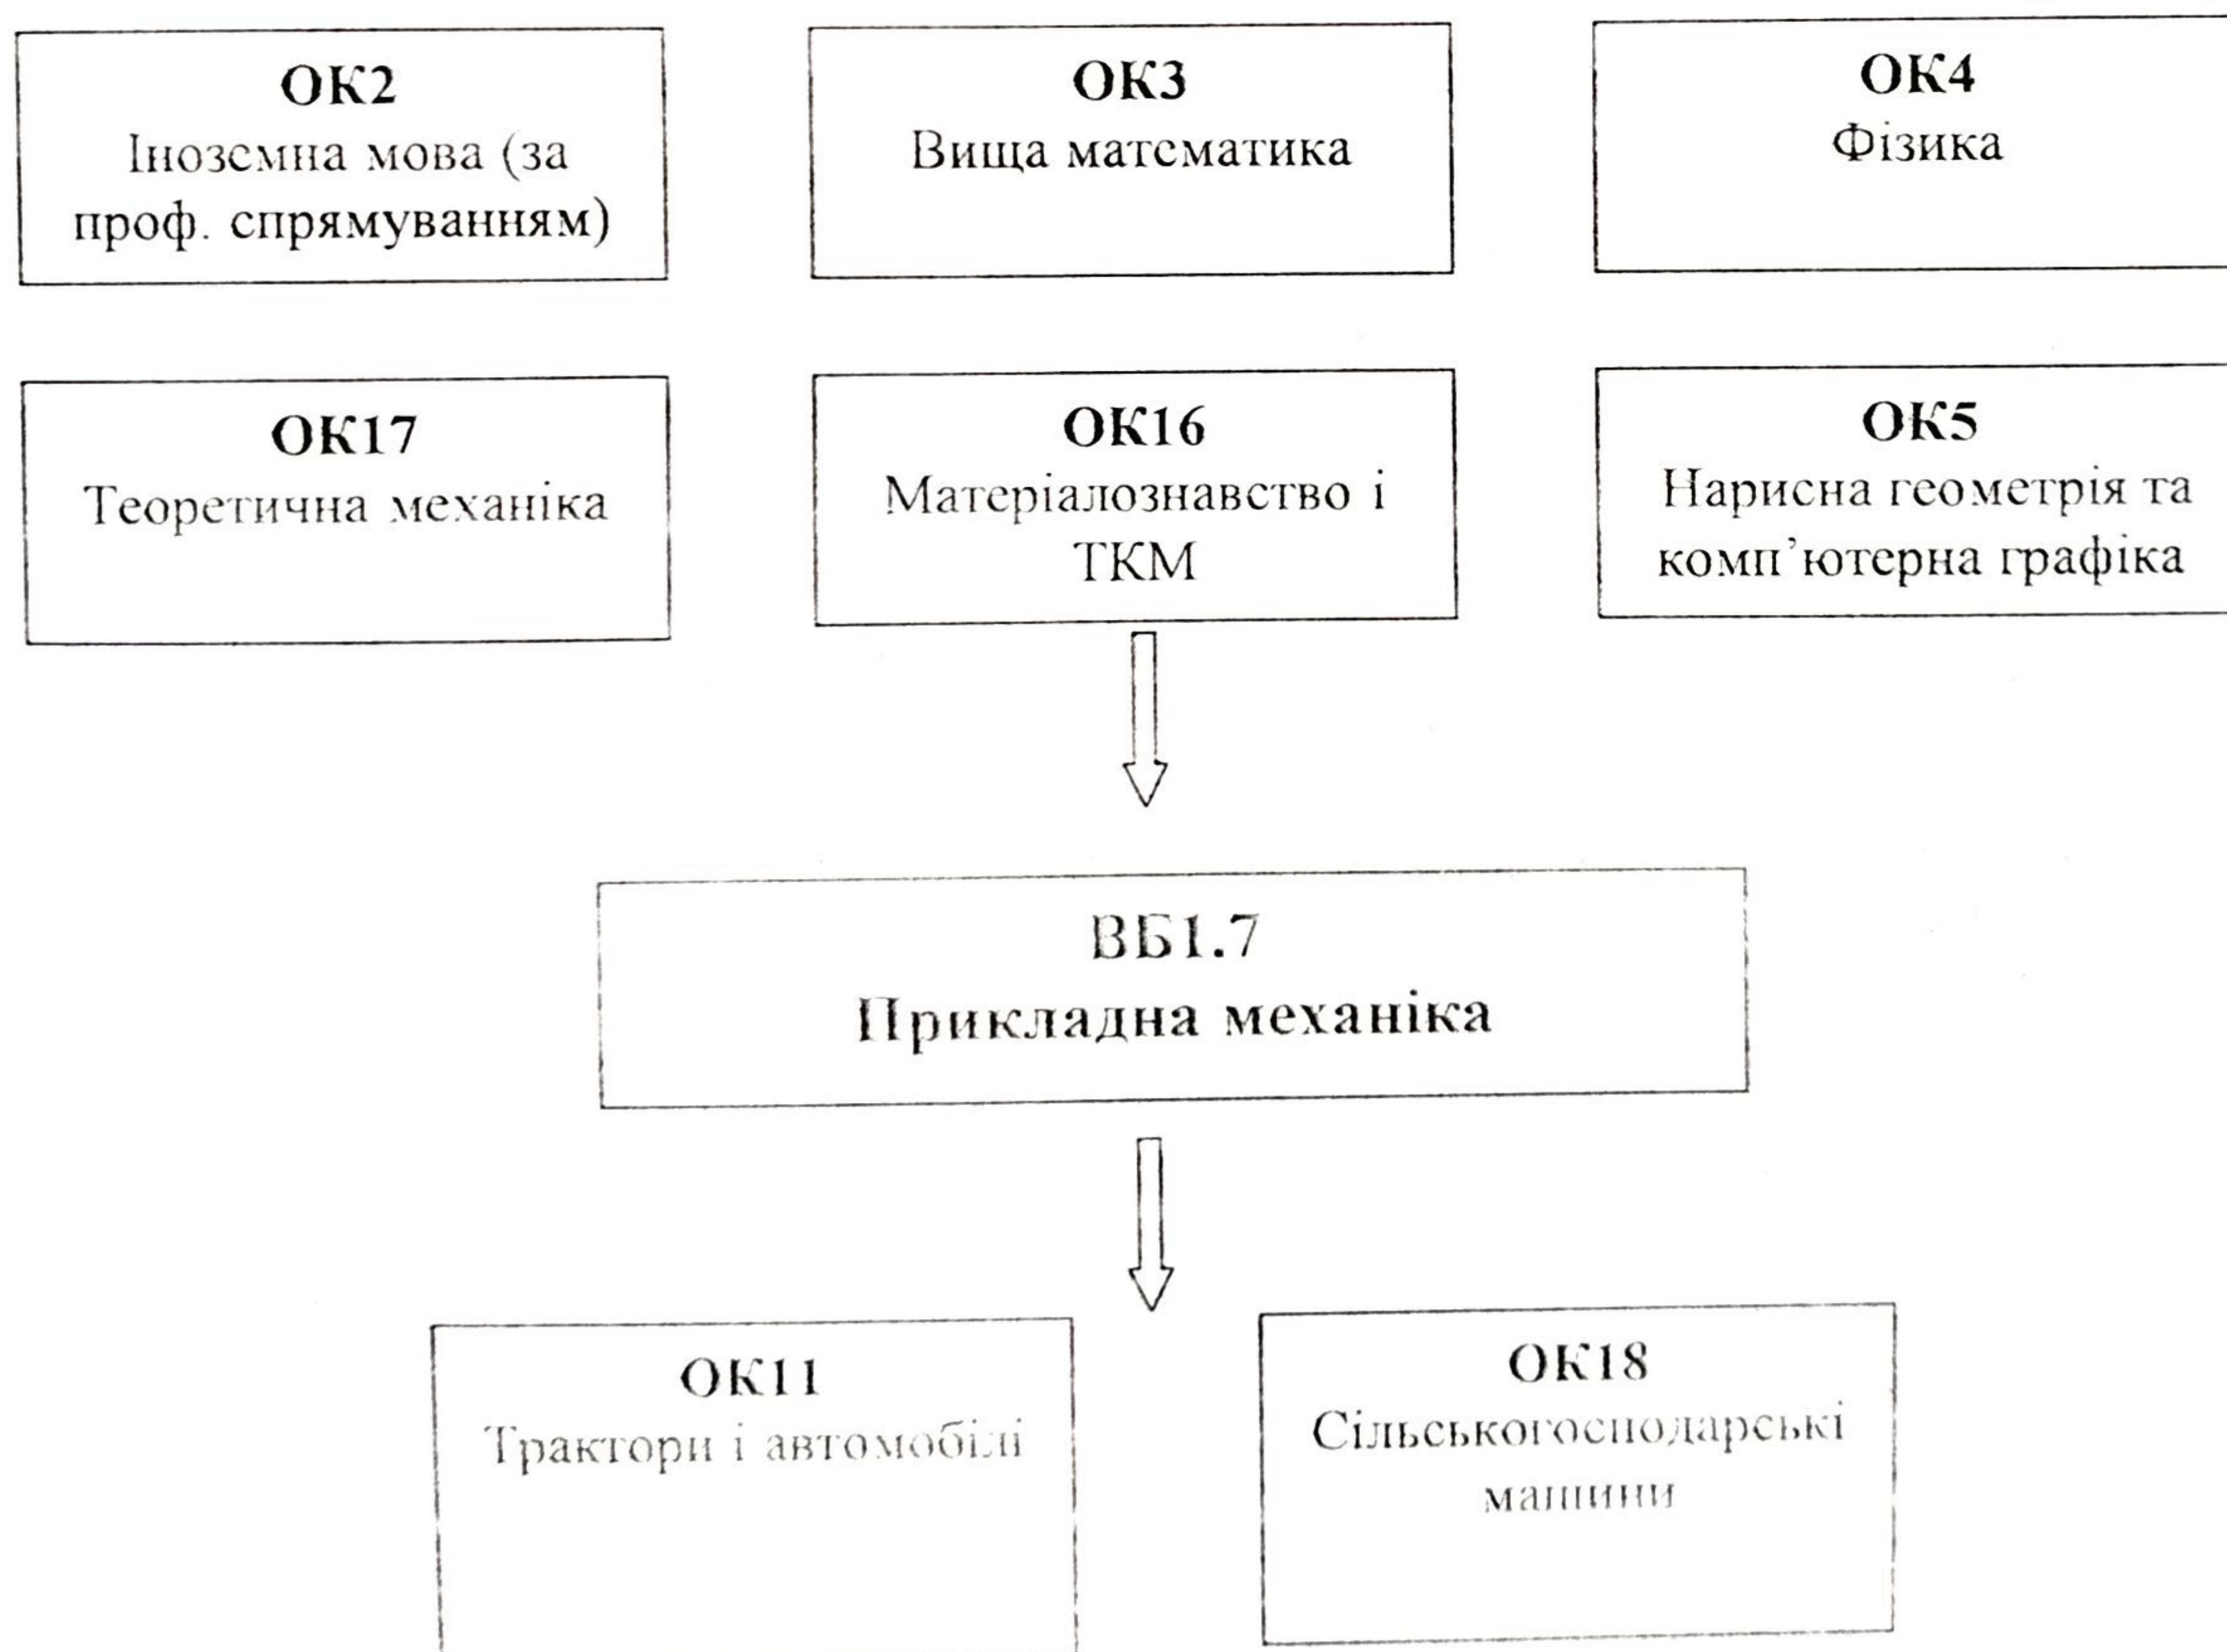 ОК2
Іноземна мова (за
проф. спрямуванням)
ОК3
Вища математика
ОК4
Фізика
ОК17
Теоретична механіка
ОК16
Матеріалознавство і
ТКМ
ОК5
Нарисна геометрія та
комп’ютерна графіка
ВБ1.7
Прикладна механіка
ОК11
Трактори і автомобілі
ОК18
Сільськогосподарські
машини